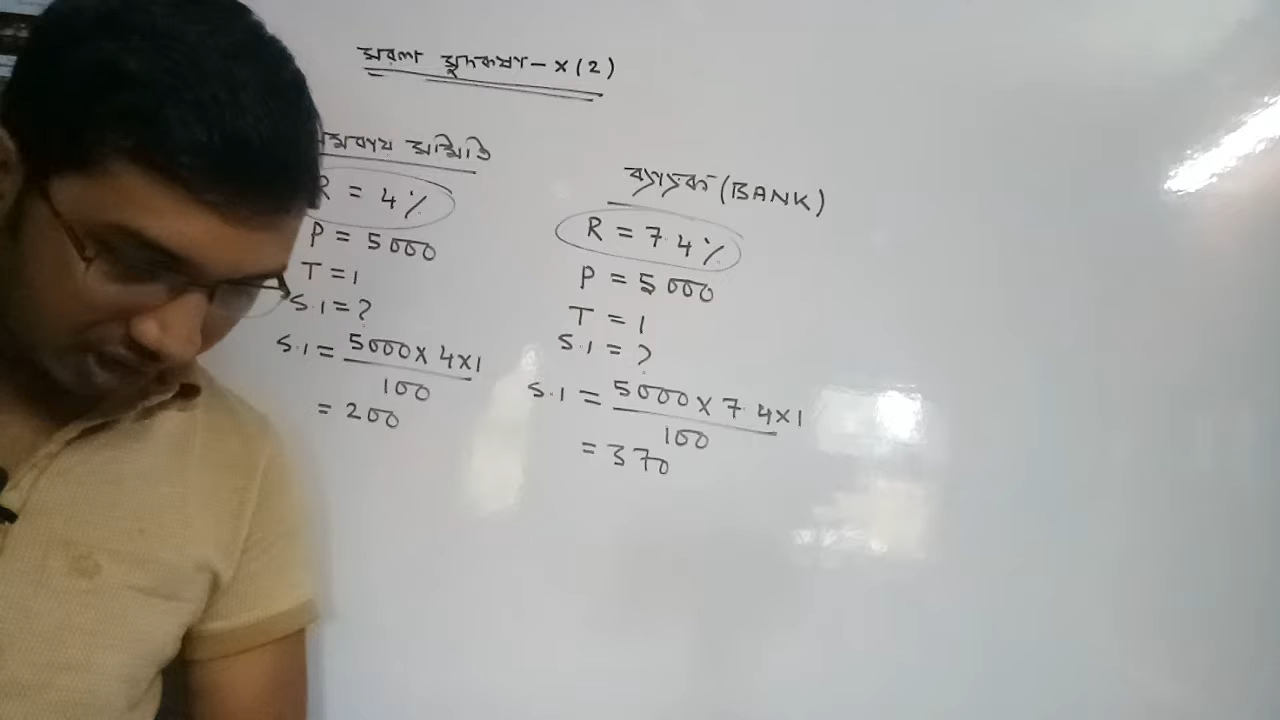 সরল সুদকষা - X (2)
সমবায় সমিতি
R = 4%
P = 5000
T = 1
S.I = ?
S.I = 5000 x 4 x 1
100
= 200
ব্যাঙ্ক (BANK)
R = 7.4%
P = 5000
T = 1
S.I = ?
S.I = 5000 x 7.4 x 1
100
= 370